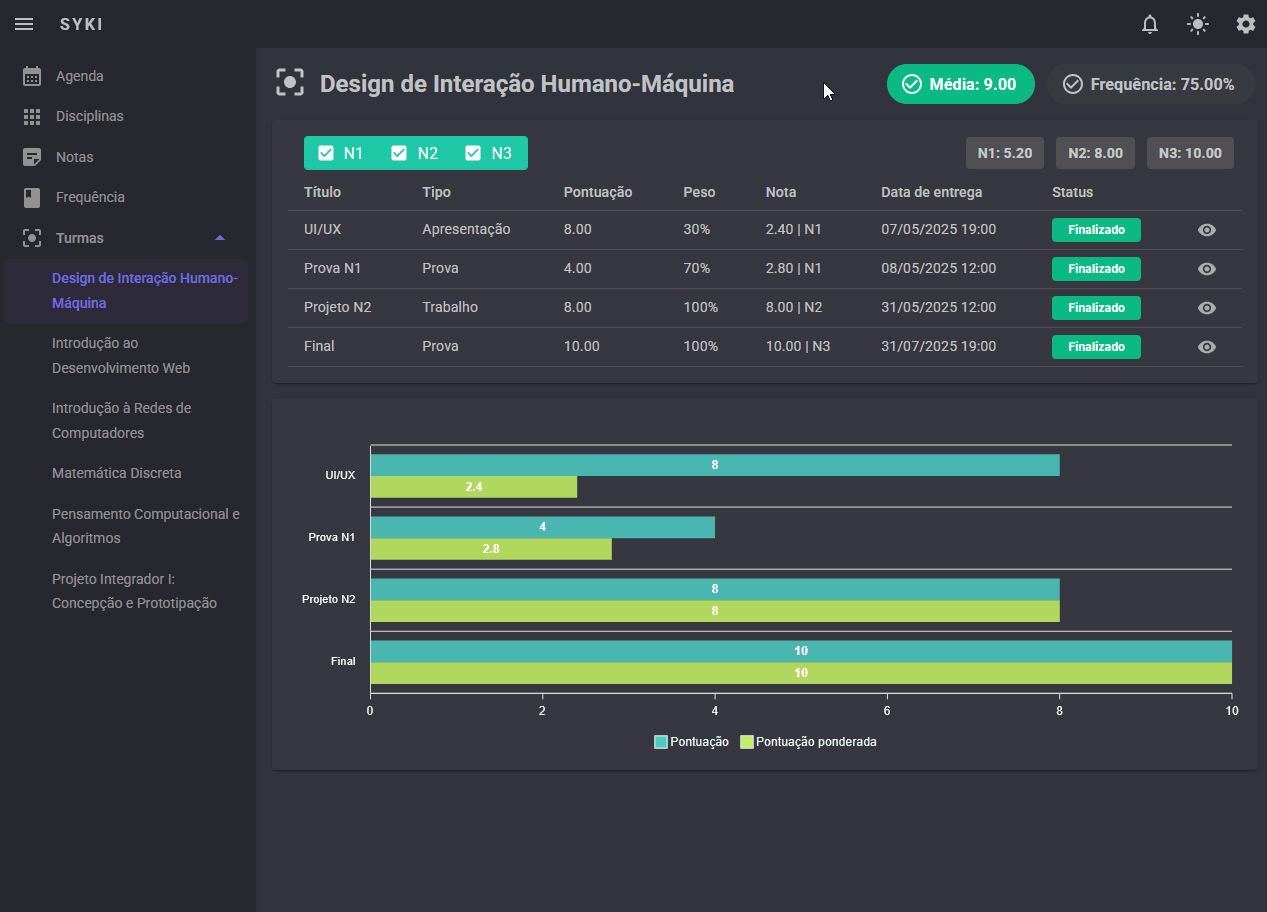 SYKI
Agenda
Disciplinas
Notas
Frequência
Turmas
Design de Interação Humano-
Máquina
Introdução ao
Desenvolvimento Web
Introdução à Redes de
Computadores
Matemática Discreta
Pensamento Computacional e
Algoritmos
Projeto Integrador I:
Concepção e Prototipação
Design de Interação Humano-Máquina
Média: 9.00
Frequência: 75.00%
N1 N2 N3
N1: 5.20 N2: 8.00 N3: 10.00
Título Tipo Pontuação Peso Nota Data de entrega Status
UI/UX Apresentação 8.00 30% 2.40 | N1 07/05/2025 19:00 Finalizado
Prova N1 Prova 4.00 70% 2.80 | N1 08/05/2025 12:00 Finalizado
Projeto N2 Trabalho 8.00 100% 8.00 | N2 31/05/2025 12:00 Finalizado
Final Prova 10.00 100% 10.00 | N3 31/07/2025 19:00 Finalizado
8
UI/UX
2.4
4
Prova N1
2.8
8
Projeto N2
8
10
Final
10
0 2 4 6 8 10
Pontuação Pontuação ponderada